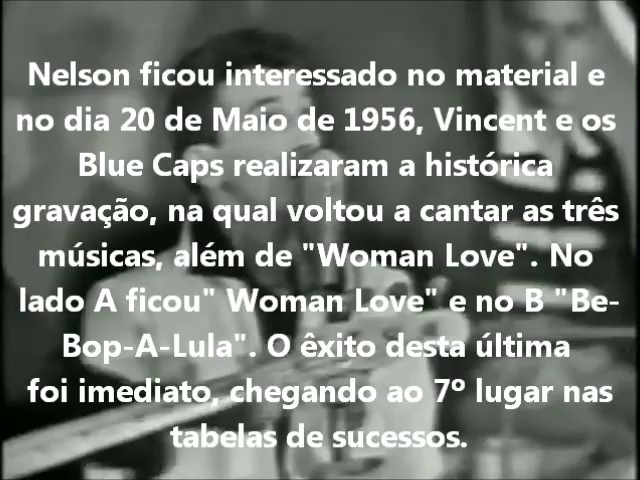 Nelson ficou interessado no material e
no dia 20 de Maio de 1956, Vincent e os
Blue Caps realizaram a histórica
gravação, na qual voltou a cantar as três
músicas, além de "Woman Love". No
lado A ficou" Woman Love" e no B "Be-
Bop-A-Lula". O êxito desta última
foi imediato, chegando ao 7º lugar nas
tabelas de sucessos.